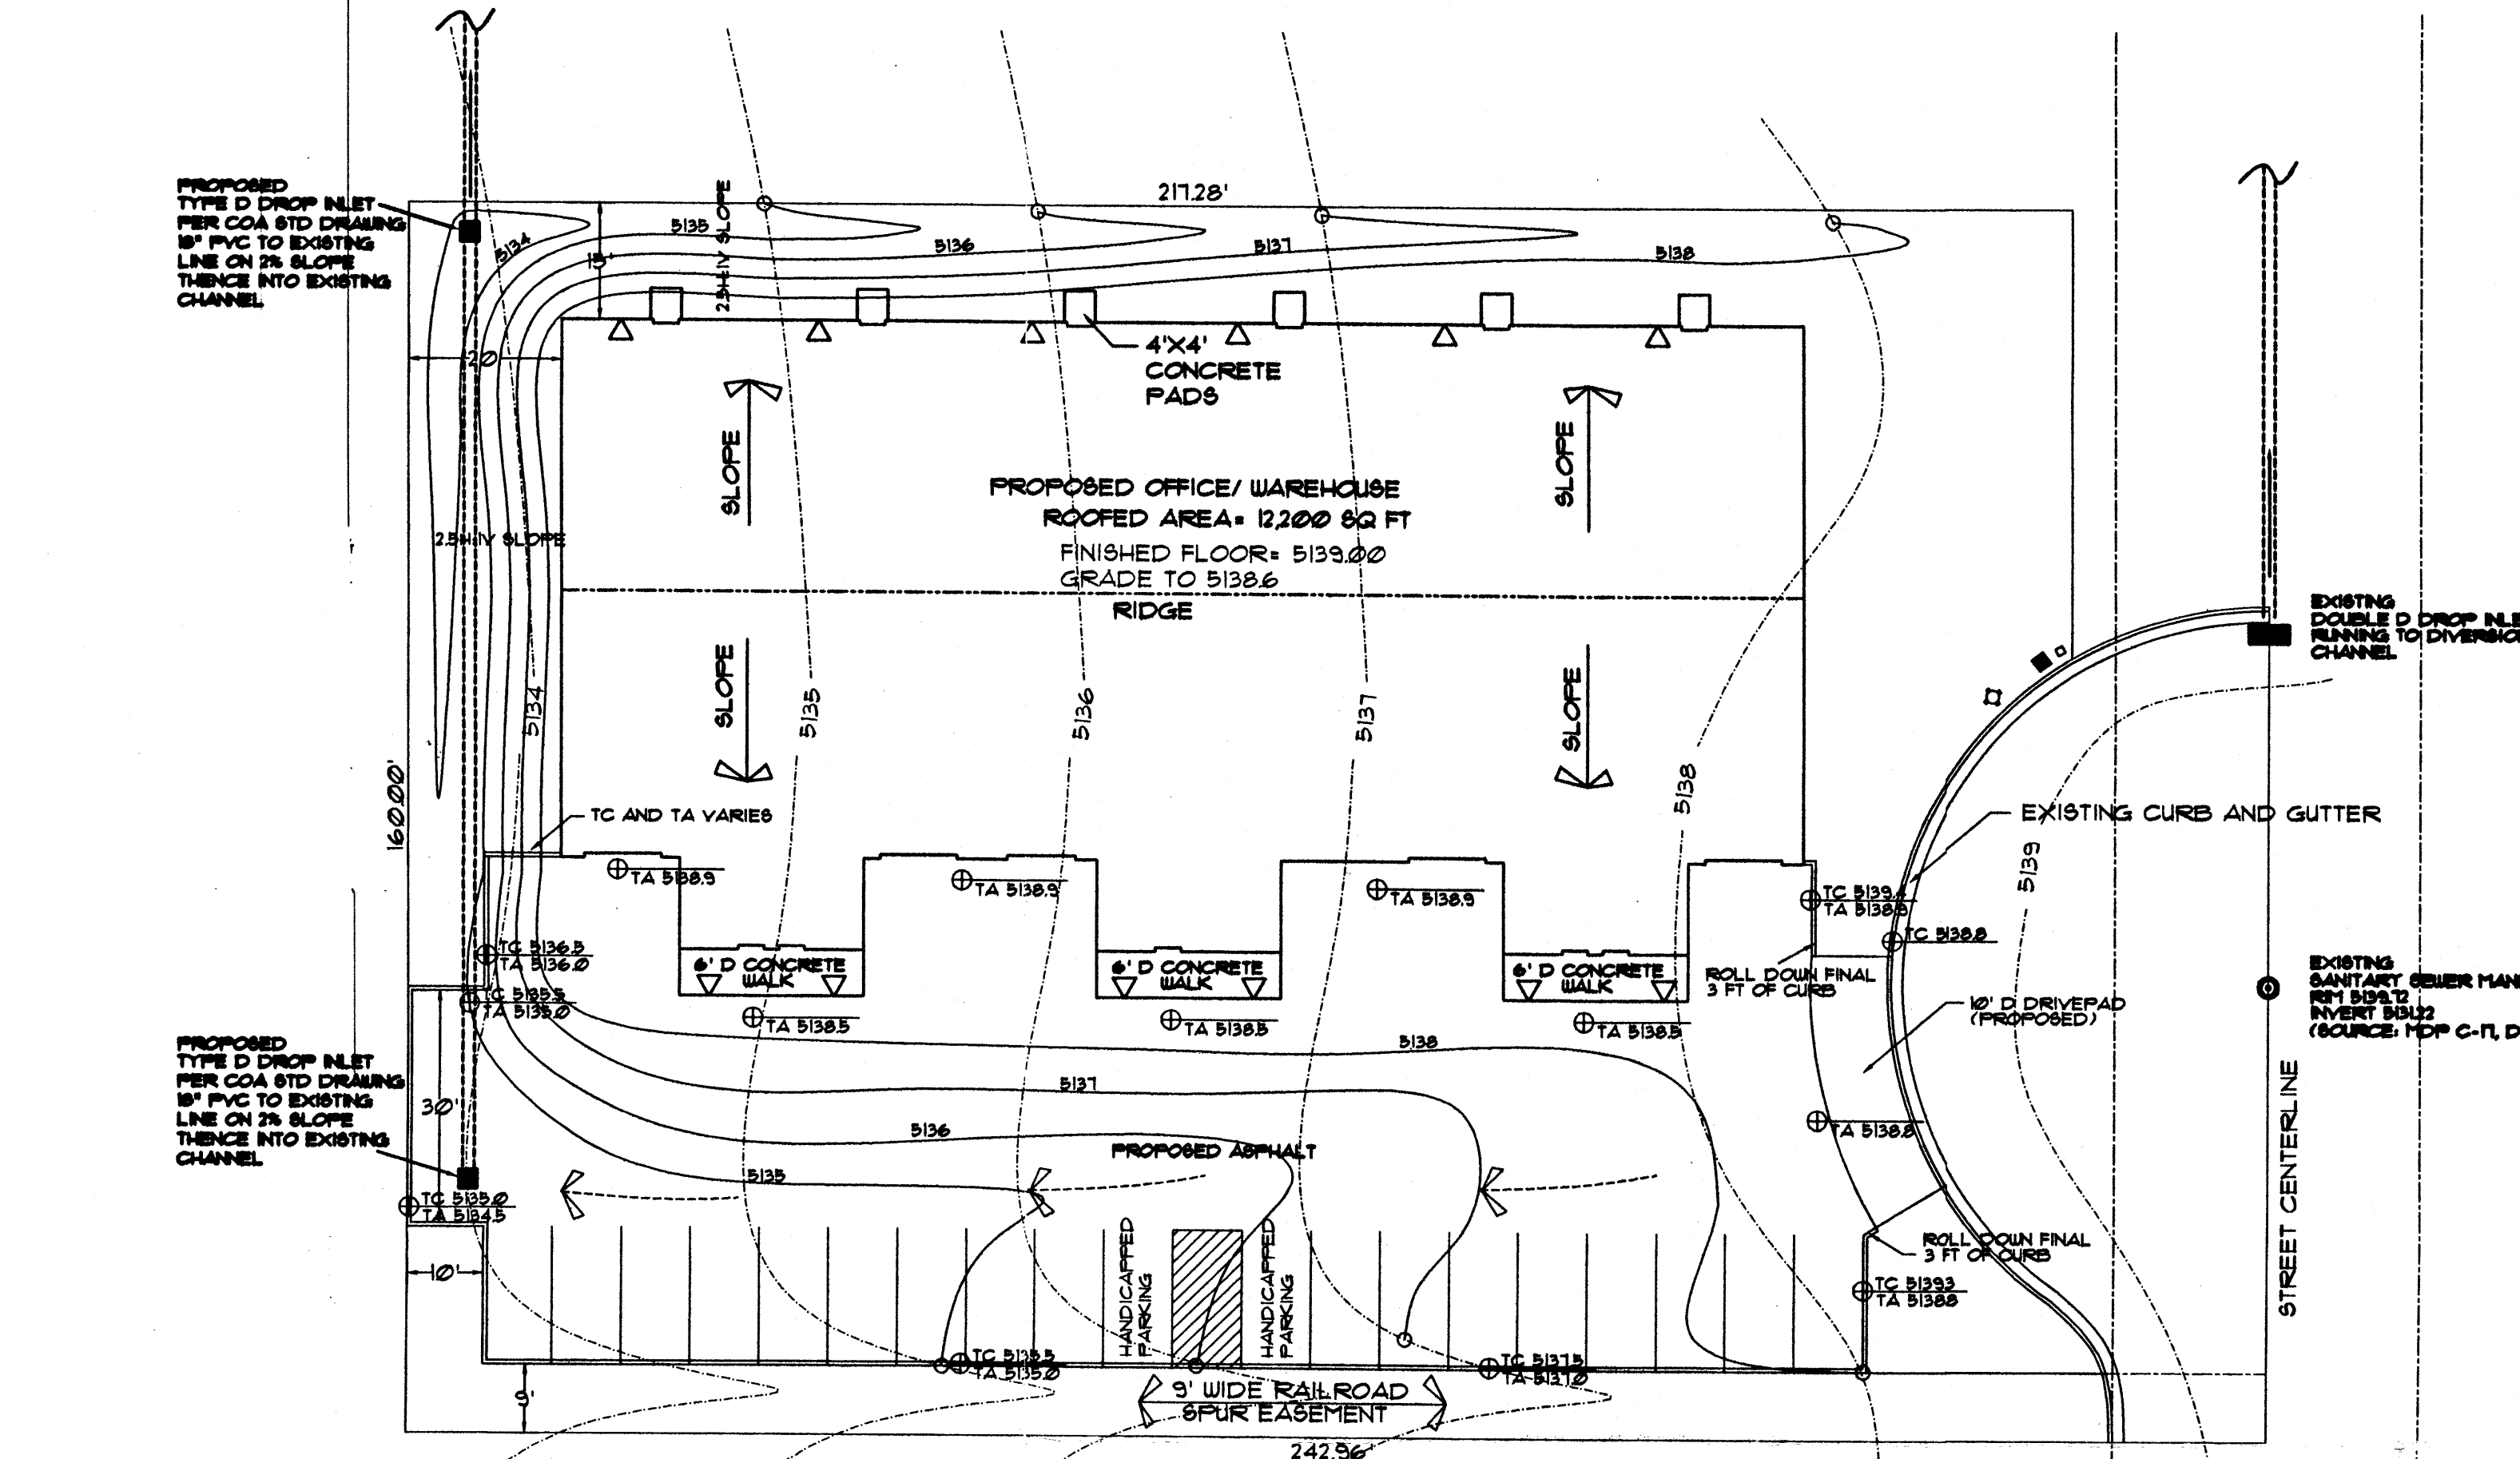 217.28'
PROPOSED
TYPE D DROP INLET
PER COA STD DRAWING
18" PVC TO EXISTING
LINE ON 2% SLOPE
THENCE INTO EXISTING
CHANNEL
5134
5135
5136
5137
5138
15'
2.5H:1V SLOPE
20
4'X4'
CONCRETE
PADS
SLOPE
SLOPE
PROPOSED OFFICE/ WAREHOUSE
ROOFED AREA= 12,200 SQ FT
FINISHED FLOOR= 5139.00
GRADE TO 5138.6
RIDGE
2.5H:1V SLOPE
SLOPE
SLOPE
5134
5135
5136
5137
5138
5139
EXISTING
DOUBLE D DROP INLE
RUNNING TO DIVERSIO
CHANNEL
160.00'
TC AND TA VARIES
EXISTING CURB AND GUTTER
TA 5138.9
TA 5138.9
TA 5138.9
TC 5139.
TA 5138.9
TC 5138.8
TC 5136.5
TA 5136.0
TC 5135.5
TA 5135.0
6' D CONCRETE
WALK
6' D CONCRETE
WALK
6' D CONCRETE
WALK
ROLL DOWN FINAL
3 FT OF CURB
EXISTING
SANITARY SEWER MAN
RIM 5139.72
INVERT 5131.22
(SOURCE: MDP C-17, D
10' D DRIVEPAD
(PROPOSED)
TA 5138.5
TA 5138.5
TA 5138.5
PROPOSED
TYPE D DROP INLET
PER COA STD DRAWING
18" PVC TO EXISTING
LINE ON 2% SLOPE
THENCE INTO EXISTING
CHANNEL
30'
5138
5137
5136
5135
PROPOSED ASPHALT
TA 5138.8
STREET CENTERLINE
TC 5135.0
TA 5134.5
10'
HANDICAPPED
PARKING
HANDICAPPED
PARKING
ROLL DOWN FINAL
3 FT OF CURB
TC 5139.3
TA 5138.8
TC 5135.5
TA 5135.0
TC 5137.5
TA 5137.0
9'
9' WIDE RAILROAD
SPUR EASEMENT
242.96'